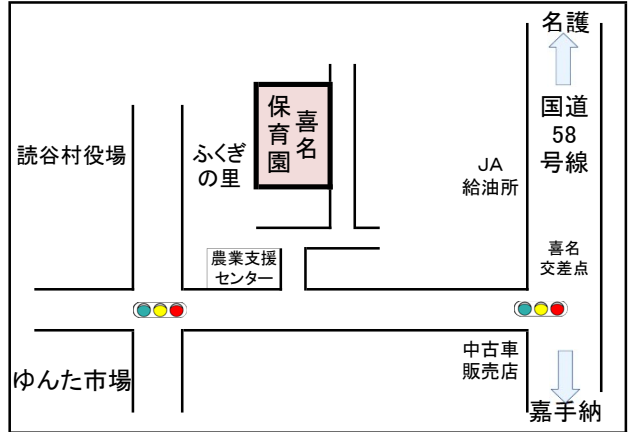 名護
国道
58
号線
喜名
保育園
読谷村役場
ふくぎ
の里
JA
給油所
農業支援
センター
喜名
交差点
中古車
販売店
ゆんた市場
嘉手納